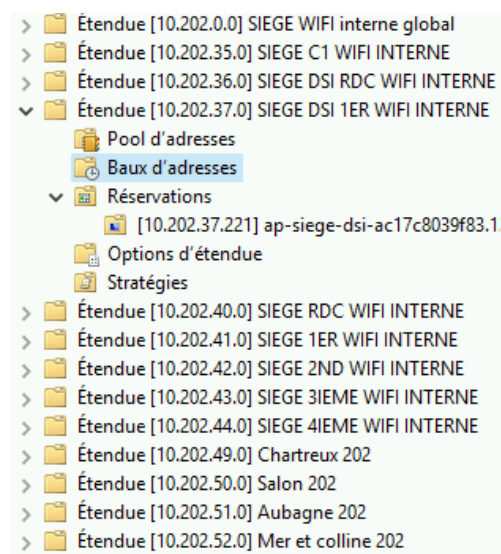 Étendue [10.202.0.0] SIEGE WIFI interne global
Étendue [10.202.35.0] SIEGE C1 WIFI INTERNE
Étendue [10.202.36.0] SIEGE DSI RDC WIFI INTERNE
Étendue [10.202.37.0] SIEGE DSI 1ER WIFI INTERNE
Pool d'adresses
Baux d'adresses
Réservations
[10.202.37.221] ap-siege-dsi-ac17c8039f83.1.
Options d'étendue
Stratégies
Étendue [10.202.40.0] SIEGE RDC WIFI INTERNE
Étendue [10.202.41.0] SIEGE 1ER WIFI INTERNE
Étendue [10.202.42.0] SIEGE 2ND WIFI INTERNE
Étendue [10.202.43.0] SIEGE 3IEME WIFI INTERNE
Étendue [10.202.44.0] SIEGE 4IEME WIFI INTERNE
Étendue [10.202.49.0] Chartreux 202
Étendue [10.202.50.0] Salon 202
Étendue [10.202.51.0] Aubagne 202
Étendue [10.202.52.0] Mer et colline 202